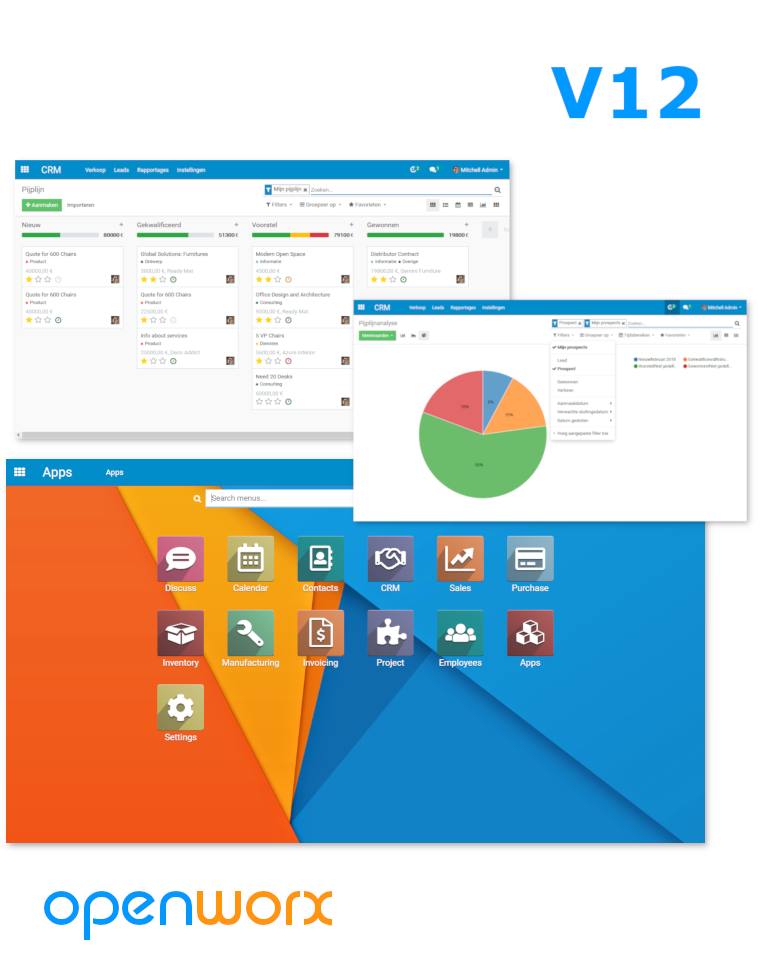 V12
CRM Verkoop Leads Rapportages Instellingen 2 1 Mitchell Admin
Pijplijn Mijn pijplijn x Zoeken...
+Aanmaken Importeren Filters Groepeer op Favorieten
Nieuw + Gekwalificeerd + Voorstel + Gewonnen +
80000 € 51300 € 79100 € 19800 €
Quote for 600 Chairs
Product
40000,00 €
Quote for 600 Chairs
Product
40000,00 €
Global Solutions: Furnitures
Ontwerp
3800,00 €, Ready Mat
Quote for 600 Chairs
Product
22500,00 €
Info about services
Product
25000,00 €, Deco Addict
Modern Open Space
Informatie
4500,00 €
Office Design and Architecture
Consulting
9000,00 €, Ready Mat
5 VP Chairs
Diensten
5600,00 €, Azure Interior
Need 20 Desks
Consulting
60000,00 €
Distributor Contract
Informatie Overige
19800,00 €, Gemini Furniture
CRM Verkoop Leads Rapportages Instellingen Mitchell Admin
Pijplijnanalyse Prospect x Mijn prospects x Zoeken...
Meetwaarden Filters Groepeer op Tijdsbereiken Favorieten
Mijn prospects
Lead
Prospect
Gewonnen
Verloren
Aanmaakdatum
Verwachte sluitingsdatum
Datum gesloten
Voeg aangepaste filter toe
15%
Apps Apps
Search menus...
Discuss Calendar Contacts CRM Sales Purchase
Inventory Manufacturing Invoicing Project Employees Apps
Settings
openworx